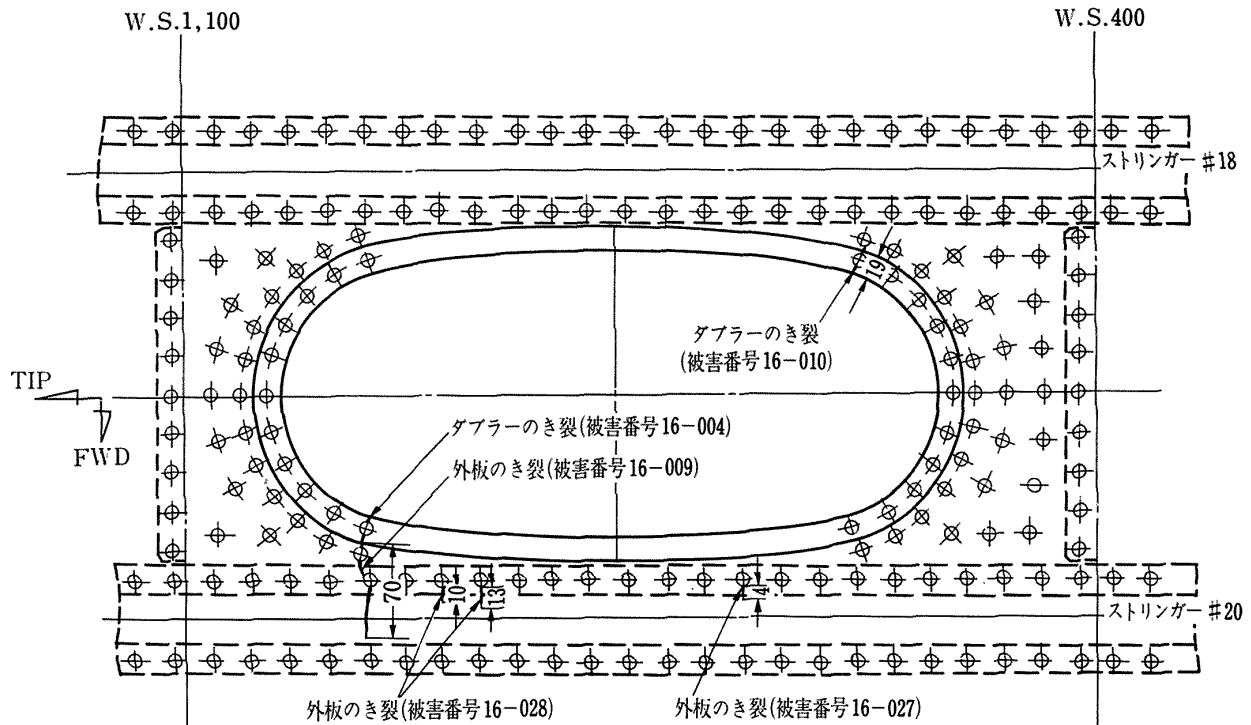 W.S.1,100
W.S.400
ストリンガー #18
19
ダブラーのき裂
(被害番号16-010)
TIP
FWD
ダブラーのき裂(被害番号16-004)
外板のき裂(被害番号16-009)
70
10
13
4
ストリンガー #20
外板のき裂(被害番号16-028)
外板のき裂(被害番号16-027)